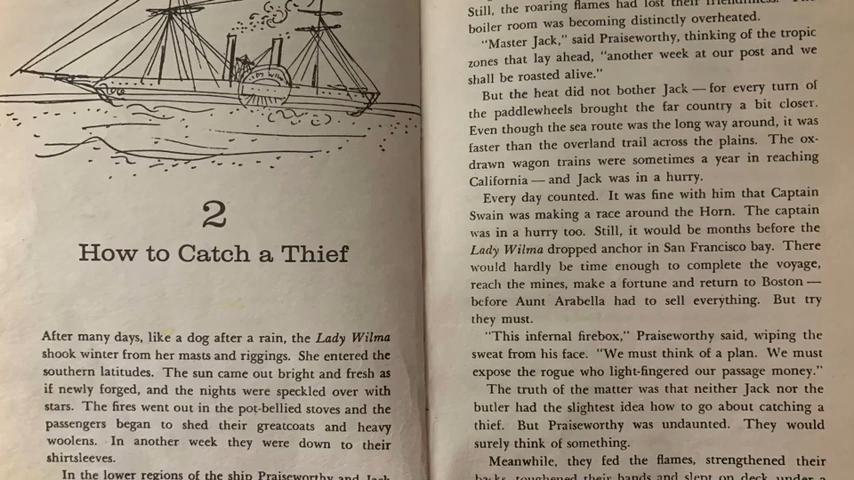 2
How to Catch a Thief
After many days, like a dog after a rain, the Lady Wilma
shook winter from her masts and riggings. She entered the
southern latitudes. The sun came out bright and fresh as
if newly forged, and the nights were speckled over with
stars. The fires went out in the pot-bellied stoves and the
passengers began to shed their greatcoats and heavy
woolens. In another week they were down to their
shirtsleeves.
In the lower regions of the ship Praiseworthy and Jack
Still, the roaring flames had lost their friendliness. The
boiler room was becoming distinctly overheated.
"Master Jack," said Praiseworthy, thinking of the tropic
zones that lay ahead, "another week at our post and we
shall be roasted alive."
But the heat did not bother Jack — for every turn of
the paddlewheels brought the far country a bit closer.
Even though the sea route was the long way around, it was
faster than the overland trail across the plains. The ox-
drawn wagon trains were sometimes a year in reaching
California — and Jack was in a hurry.
Every day counted. It was fine with him that Captain
Swain was making a race around the Horn. The captain
was in a hurry too. Still, it would be months before the
Lady Wilma dropped anchor in San Francisco bay. There
would hardly be time enough to complete the voyage,
reach the mines, make a fortune and return to Boston —
before Aunt Arabella had to sell everything. But try
they must.
"This infernal firebox," Praiseworthy said, wiping the
sweat from his face. "We must think of a plan. We must
expose the rogue who light-fingered our passage money."
The truth of the matter was that neither Jack nor the
butler had the slightest idea how to go about catching a
thief. But Praiseworthy was undaunted. They would
surely think of something.
Meanwhile, they fed the flames, strengthened their
backs, toughened their hands and slept on deck under a